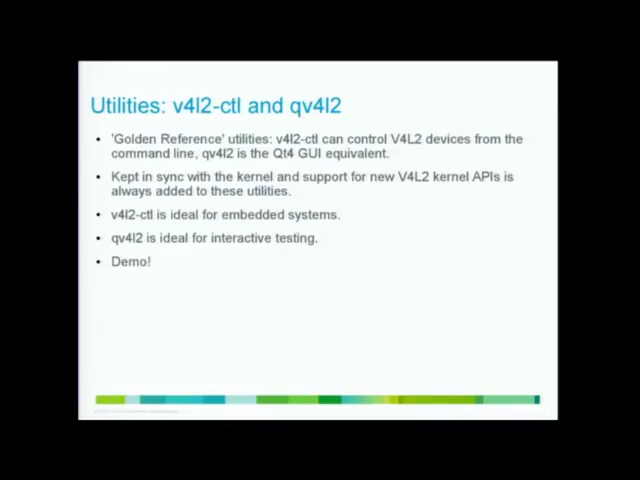 Utilities: v4l2-ctl and qv4l2
• 'Golden Reference' utilities: v4l2-ctl can control V4L2 devices from the
command line, qv4l2 is the Qt4 GUI equivalent.
• Kept in sync with the kernel and support for new V4L2 kernel APIs is
always added to these utilities.
• v4l2-ctl is ideal for embedded systems.
• qv4l2 is ideal for interactive testing.
• Demo!